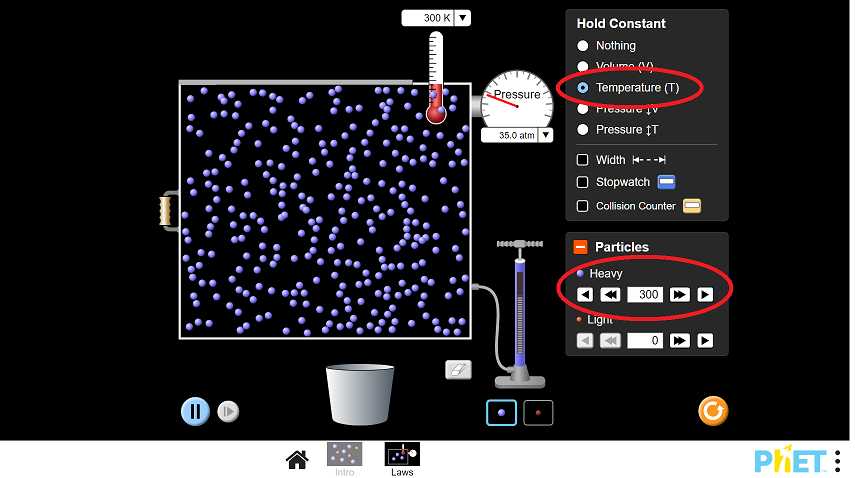 300 K
Hold Constant
Nothing
Volume (V)
Temperature (T)
Pressure ↕V
Pressure ↕T
Pressure
35.0 atm
Width
Stopwatch
Collision Counter
Particles
Heavy
300
Light
0
Intro
Laws
PhET